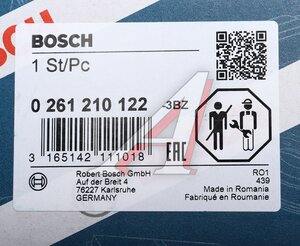 BOSCH
1 St/Pc
0 261 210 122 -3BZ
3 165142 111018
EAC
Robert Bosch GmbH
Auf der Breit 4
76227 Karlsruhe
GERMANY
RO1
439
Made in Romania
Fabriqué en Roumanie